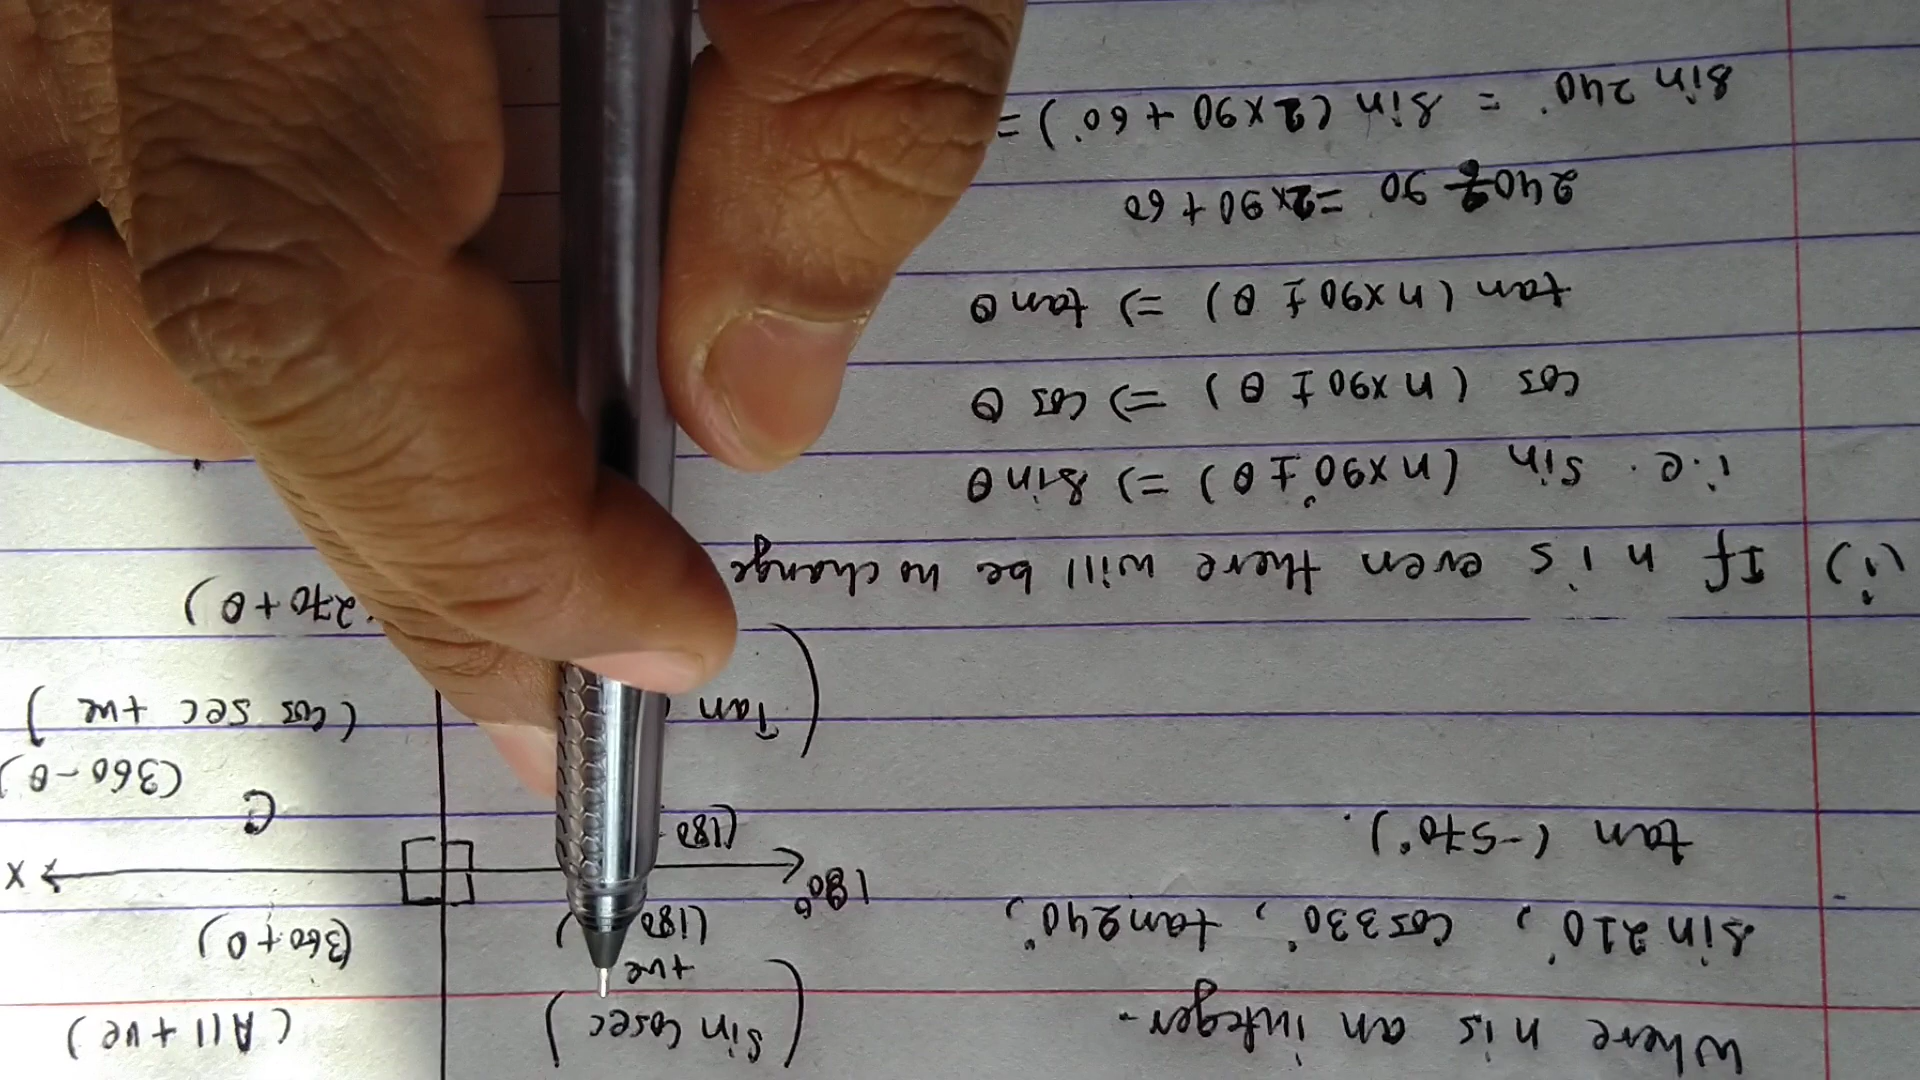 Where n is an integer.
sin 210°, cos 330°, tan 240°,
tan (-570°).
(i) If n is even there will be no change
i.e. sin (n×90° ± θ) => sin θ
cos (n×90 ± θ) => cos θ
tan (n×90 ± θ) => tan θ
90 = 2×90 + 60
sin 240° = sin (2×90 + 60°) =
(sin cosec)
+ve
(180
180°
(180
(Tan
(All +ve)
(360+θ)
X
C
(360-θ)
(cos sec +ve)
270+θ)